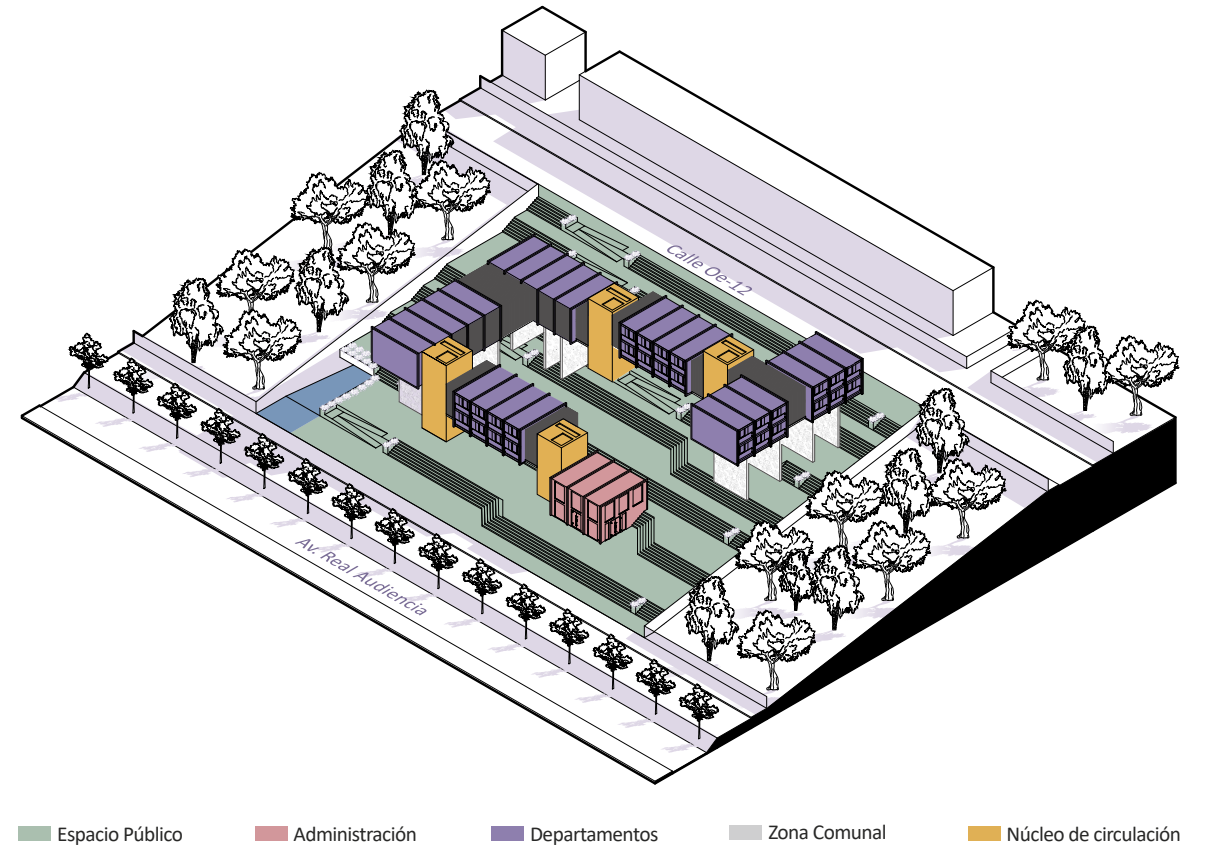 Calle Oe-12
Av. Real Audiencia
Espacio Público
Administración
Departamentos
Zona Comunal
Núcleo de circulación